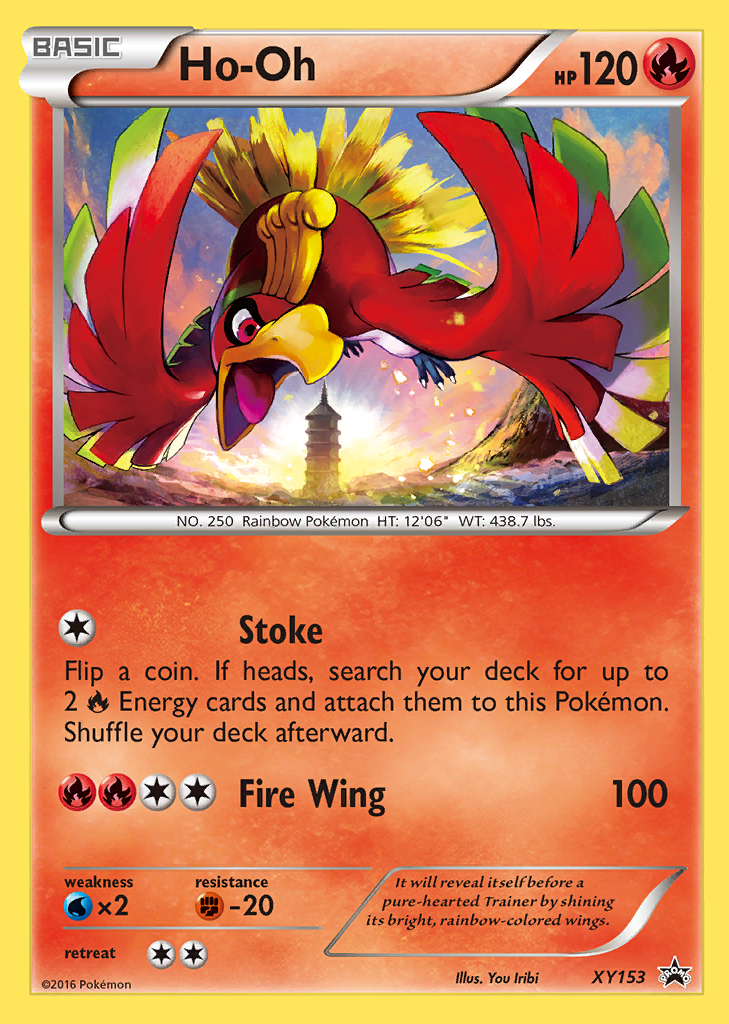 BASIC
Ho-Oh
HP120
NO. 250 Rainbow Pokémon HT: 12'06" WT: 438.7 lbs.
Stoke
Flip a coin. If heads, search your deck for up to
2 Energy cards and attach them to this Pokémon.
Shuffle your deck afterward.
Fire Wing 100
weakness resistance
×2 -20
It will reveal itself before a
pure-hearted Trainer by shining
its bright, rainbow-colored wings.
retreat
©2016 Pokémon
Illus. You Iribi
XY153
PROMO